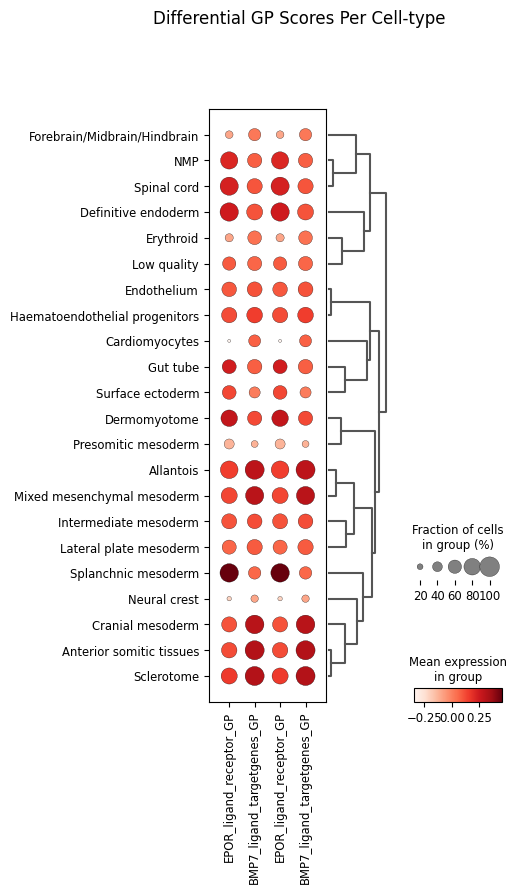 Differential GP Scores Per Cell-type
Forebrain/Midbrain/Hindbrain
NMP
Spinal cord
Definitive endoderm
Erythroid
Low quality
Endothelium
Haematoendothelial progenitors
Cardiomyocytes
Gut tube
Surface ectoderm
Dermomyotome
Presomitic mesoderm
Allantois
Mixed mesenchymal mesoderm
Intermediate mesoderm
Lateral plate mesoderm
Splanchnic mesoderm
Neural crest
Cranial mesoderm
Anterior somitic tissues
Sclerotome
EPOR_ligand_receptor_GP
BMP7_ligand_targetgenes_GP
EPOR_ligand_receptor_GP
BMP7_ligand_targetgenes_GP
Fraction of cells
in group (%)
20 40 60 80 100
Mean expression
in group
−0.25 0.00 0.25